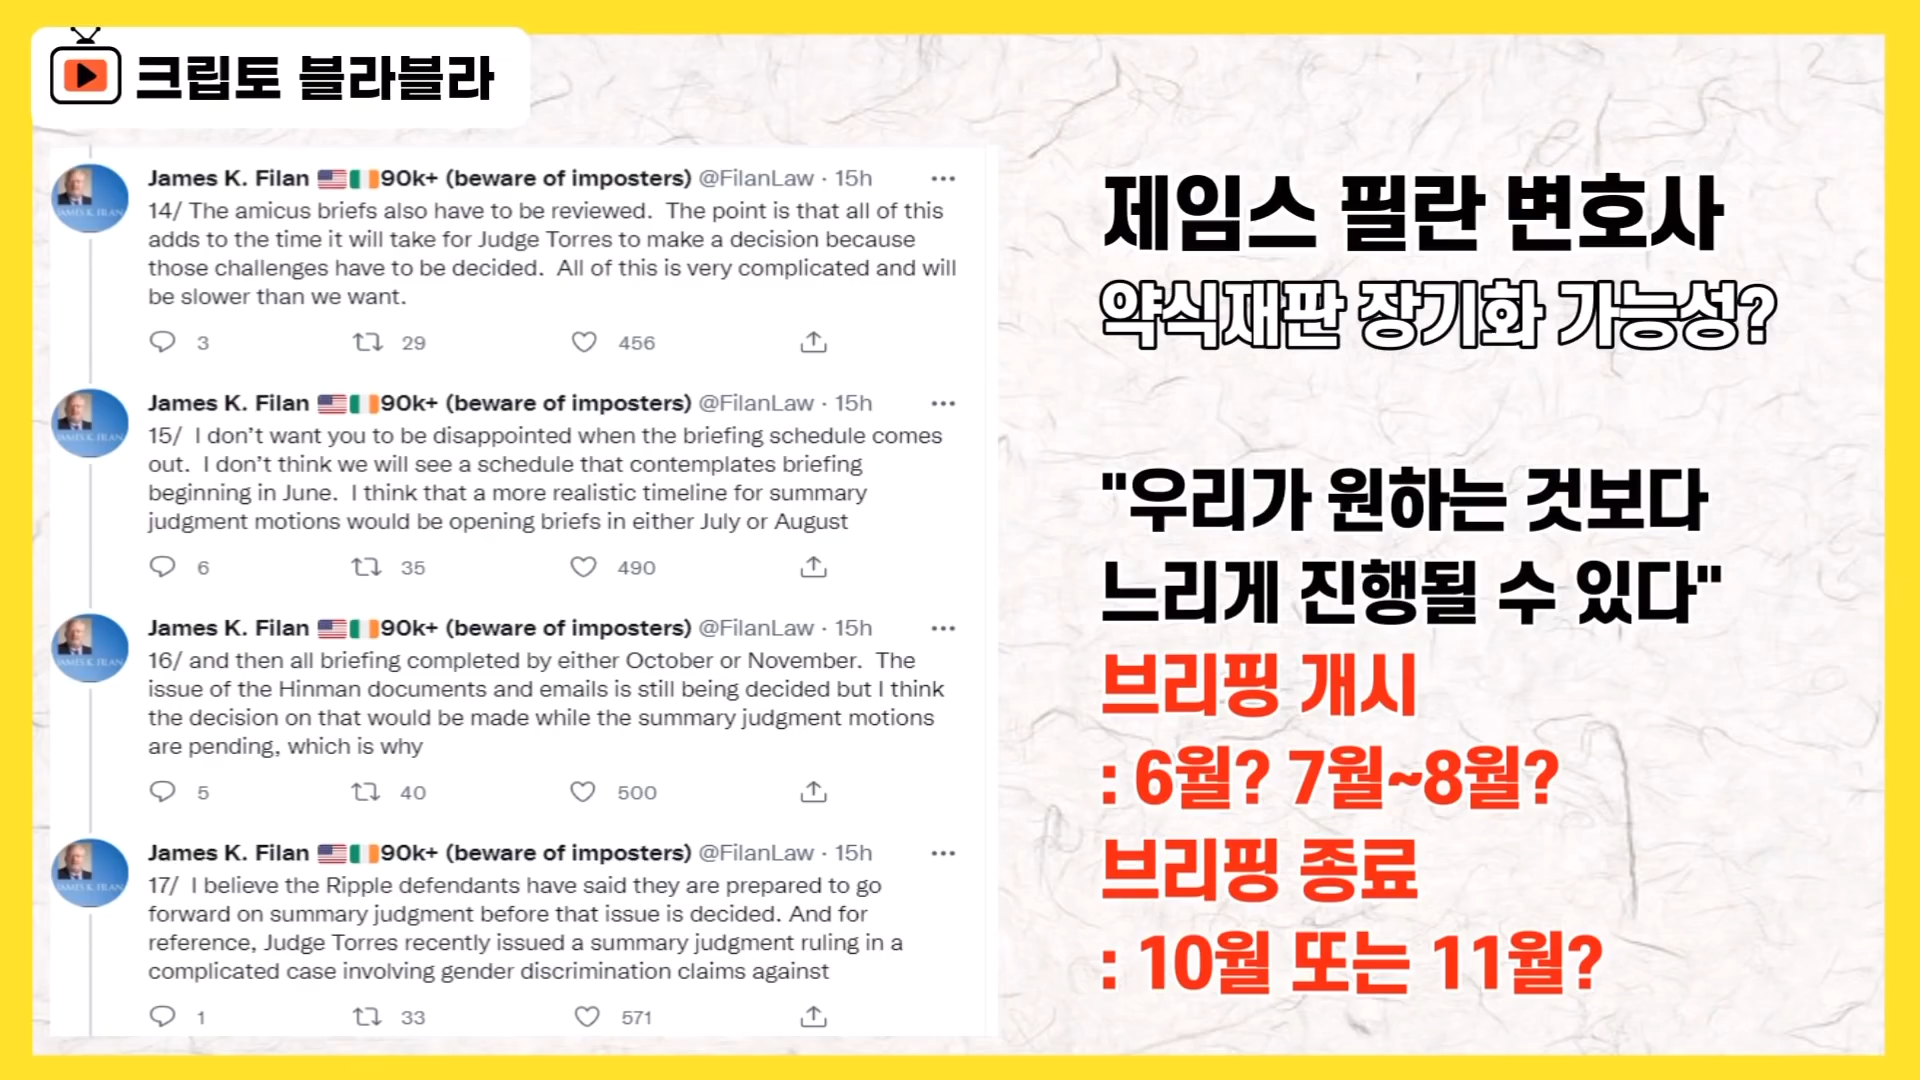 크립토 블라블라
James K. Filan 🇺🇸🇮🇪90k+ (beware of imposters) @FilanLaw · 15h
14/ The amicus briefs also have to be reviewed.  The point is that all of this
adds to the time it will take for Judge Torres to make a decision because
those challenges have to be decided.  All of this is very complicated and will
be slower than we want.
3 29 456
James K. Filan 🇺🇸🇮🇪90k+ (beware of imposters) @FilanLaw · 15h
15/  I don't want you to be disappointed when the briefing schedule comes
out.  I don't think we will see a schedule that contemplates briefing
beginning in June.  I think that a more realistic timeline for summary
judgment motions would be opening briefs in either July or August
6 35 490
James K. Filan 🇺🇸🇮🇪90k+ (beware of imposters) @FilanLaw · 15h
16/ and then all briefing completed by either October or November.  The
issue of the Hinman documents and emails is still being decided but I think
the decision on that would be made while the summary judgment motions
are pending, which is why
5 40 500
James K. Filan 🇺🇸🇮🇪90k+ (beware of imposters) @FilanLaw · 15h
17/  I believe the Ripple defendants have said they are prepared to go
forward on summary judgment before that issue is decided. And for
reference, Judge Torres recently issued a summary judgment ruling in a
complicated case involving gender discrimination claims against
1 33 571
제임스 필란 변호사
약식재판 장기화 가능성?
"우리가 원하는 것보다
느리게 진행될 수 있다"
브리핑 개시
: 6월? 7월~8월?
브리핑 종료
: 10월 또는 11월?